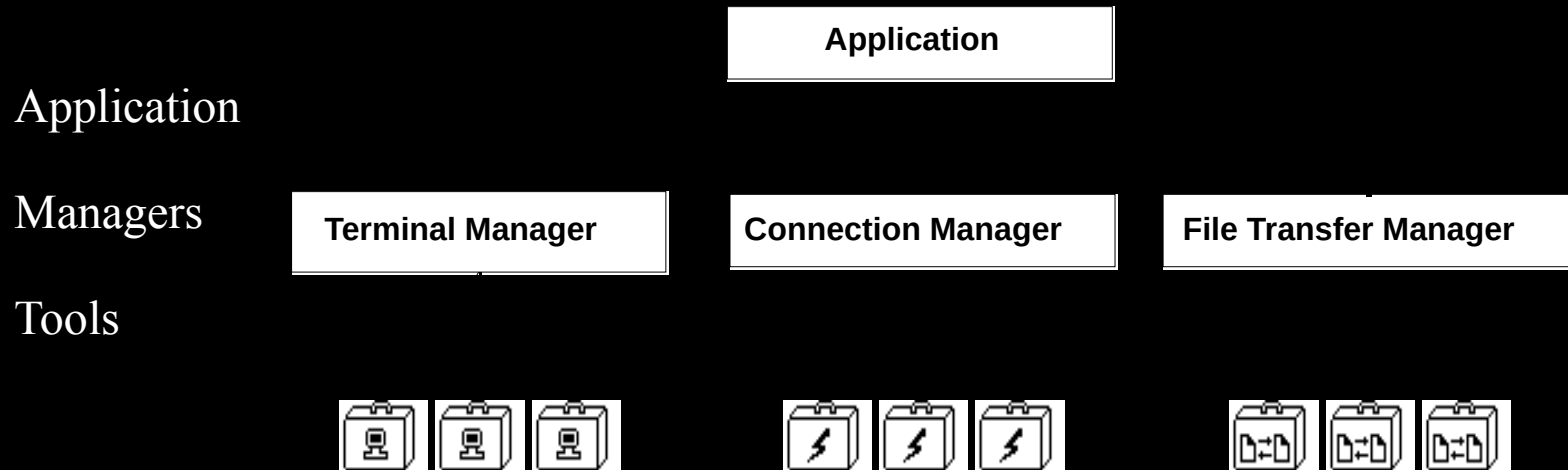 Application
Application
Managers
Terminal Manager
Connection Manager
File Transfer Manager
Tools